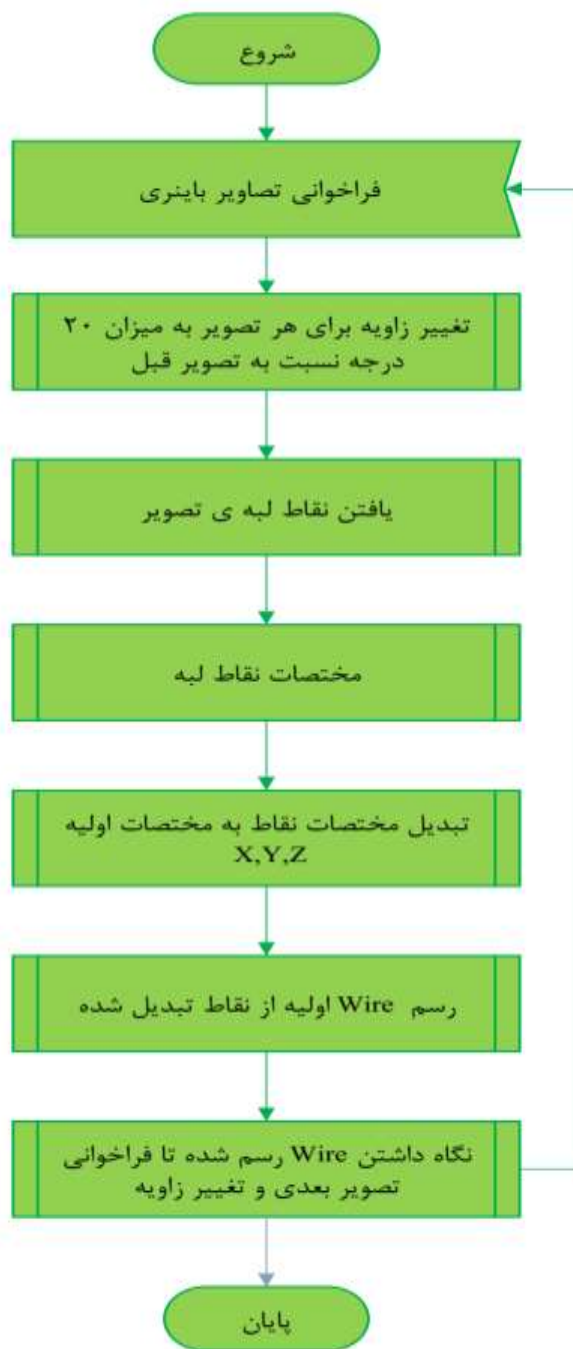 شروع
فراخوانی تصاویر باینری
تغییر زاویه برای هر تصویر به میزان ۲۰
درجه نسبت به تصویر قبل
یافتن نقاط لبه ی تصویر
مختصات نقاط لبه
تبدیل مختصات نقاط به مختصات اولیه
X,Y,Z
رسم Wire اولیه از نقاط تبدیل شده
نگاه داشتن Wire رسم شده تا فراخوانی
تصویر بعدی و تغییر زاویه
پایان